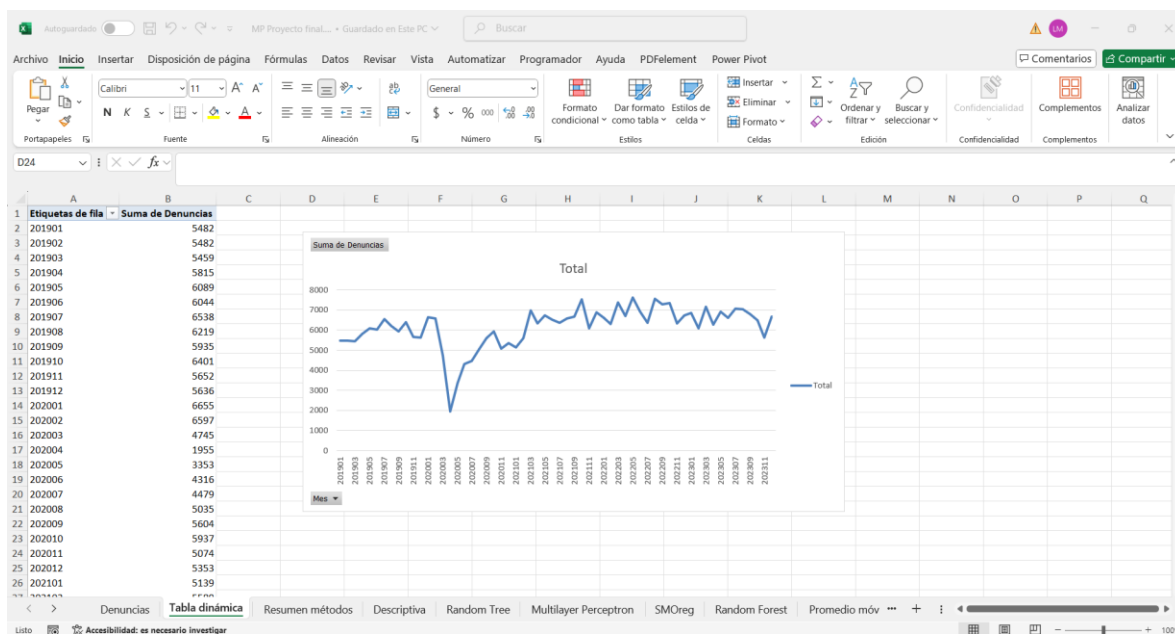 Autoguardado
MP Proyecto final.... • Guardado en Este PC
Buscar
LM
Archivo Inicio Insertar Disposición de página Fórmulas Datos Revisar Vista Automatizar Programador Ayuda PDFelement Power Pivot
Comentarios Compartir
Pegar
Calibri 11
N K S
ab
General
$ % 000
Formato condicional
Dar formato como tabla
Estilos de celda
Insertar
Eliminar
Formato
Ordenar y filtrar
Buscar y seleccionar
Confidencialidad
Complementos
Analizar datos
Portapapeles Fuente Alineación Número Estilos Celdas Edición Confidencialidad Complementos
D24 fx
A B C D E F G H I J K L M N O P Q
1 Etiquetas de fila Suma de Denuncias
2 201901 5482
3 201902 5482
4 201903 5459
5 201904 5815
6 201905 6089
7 201906 6044
8 201907 6538
9 201908 6219
10 201909 5935
11 201910 6401
12 201911 5652
13 201912 5636
14 202001 6655
15 202002 6597
16 202003 4745
17 202004 1955
18 202005 3353
19 202006 4316
20 202007 4479
21 202008 5035
22 202009 5604
23 202010 5937
24 202011 5074
25 202012 5353
26 202101 5139
Suma de Denuncias
Total
8000
7000
6000
5000
4000
3000
2000
1000
0
201901 201903 201905 201907 201909 201911 202001 202003 202005 202007 202009 202011 202101 202103 202105 202107 202109 202111 202201 202203 202205 202207 202209 202211 202301 202303 202305 202307 202309 202311
Total
Mes
Denuncias Tabla dinámica Resumen métodos Descriptiva Random Tree Multilayer Perceptron SMOreg Random Forest Promedio móv ...
Listo Accesibilidad: es necesario investigar